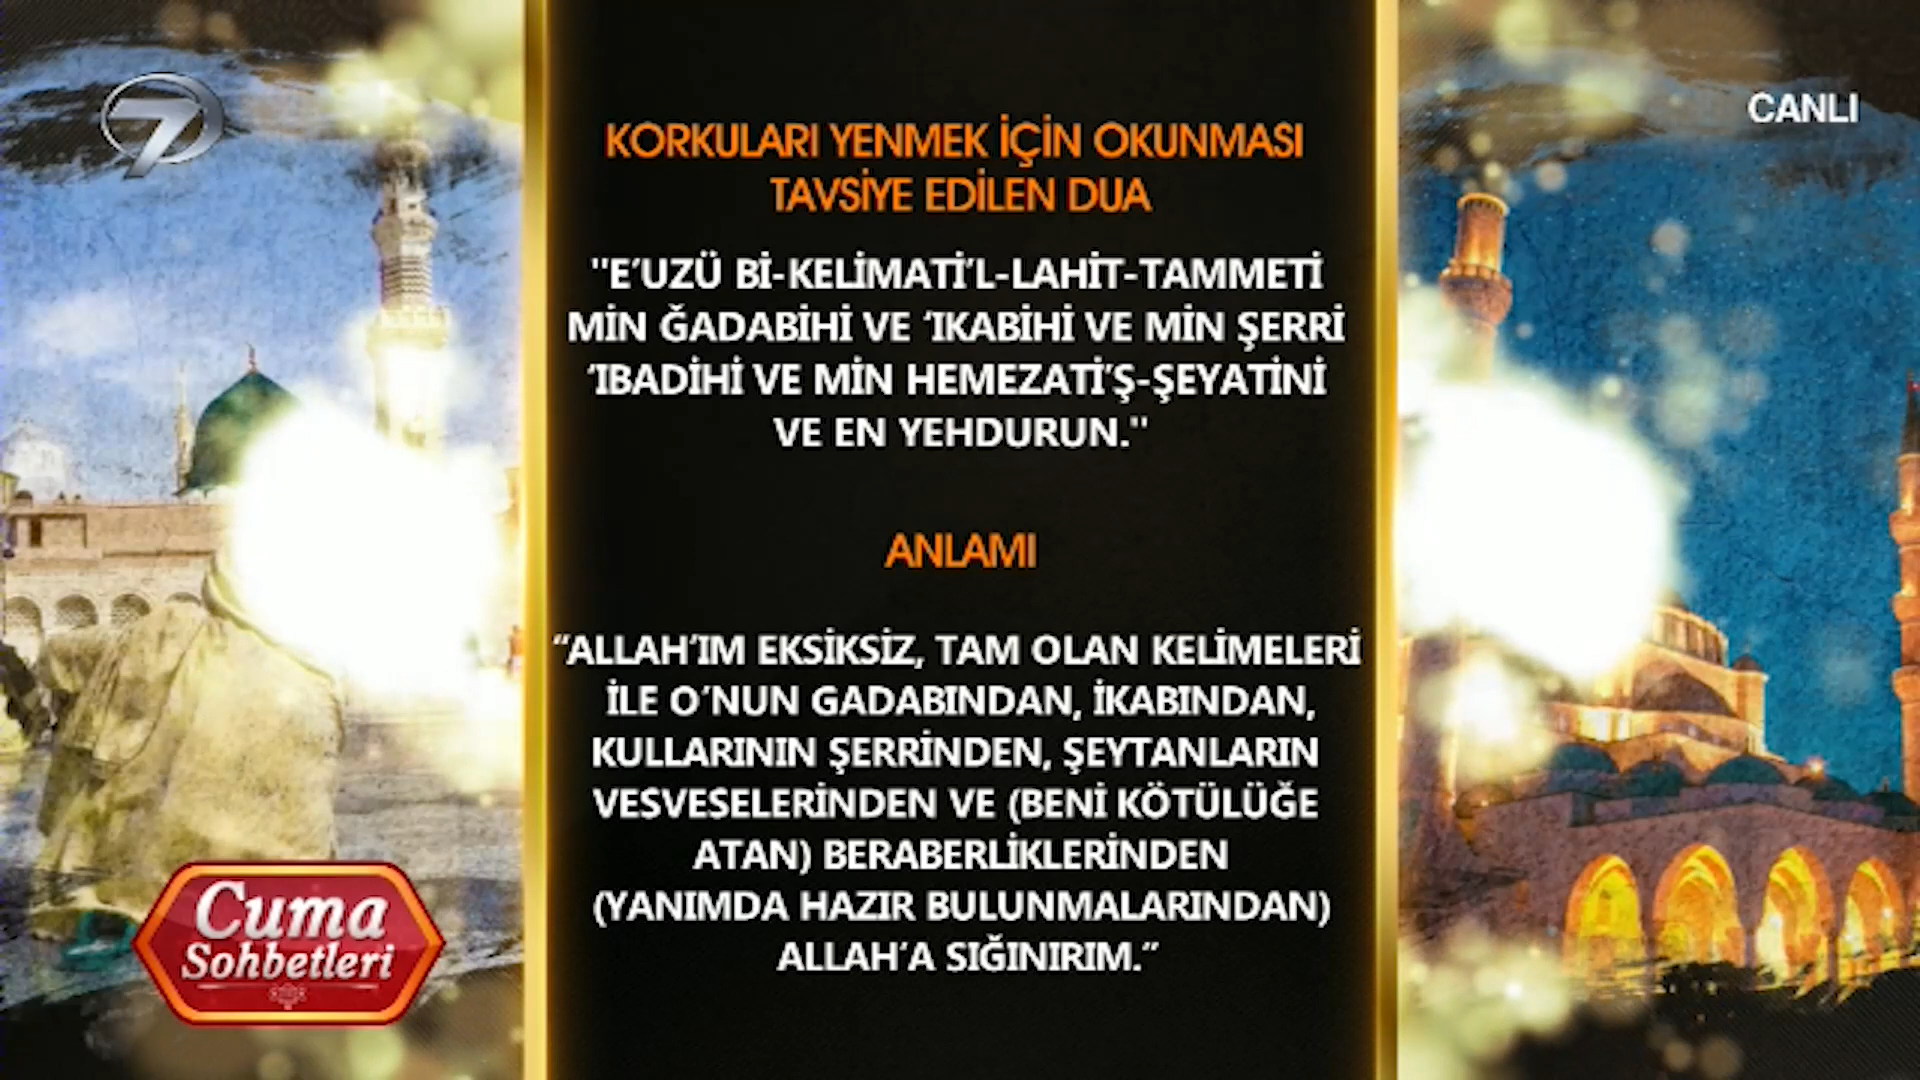 7
CANLI
KORKULARI YENMEK İÇİN OKUNMASI
TAVSİYE EDİLEN DUA
"E'UZÜ Bİ-KELİMATİ'L-LAHİT-TAMMETİ
MİN ĞADABİHİ VE 'IKABİHİ VE MİN ŞERRİ
'IBADİHİ VE MİN HEMEZATİ'Ş-ŞEYATİNİ
VE EN YEHDURUN."
ANLAMI
“ALLAH'IM EKSİKSİZ, TAM OLAN KELİMELERİ
İLE O'NUN GADABINDAN, İKABINDAN,
KULLARININ ŞERRİNDEN, ŞEYTANLARIN
VESVESELERİNDEN VE (BENİ KÖTÜLÜĞE
ATAN) BERABERLİKLERİNDEN
(YANIMDA HAZIR BULUNMALARINDAN)
ALLAH'A SIĞINIRIM.”
Cuma
Sohbetleri